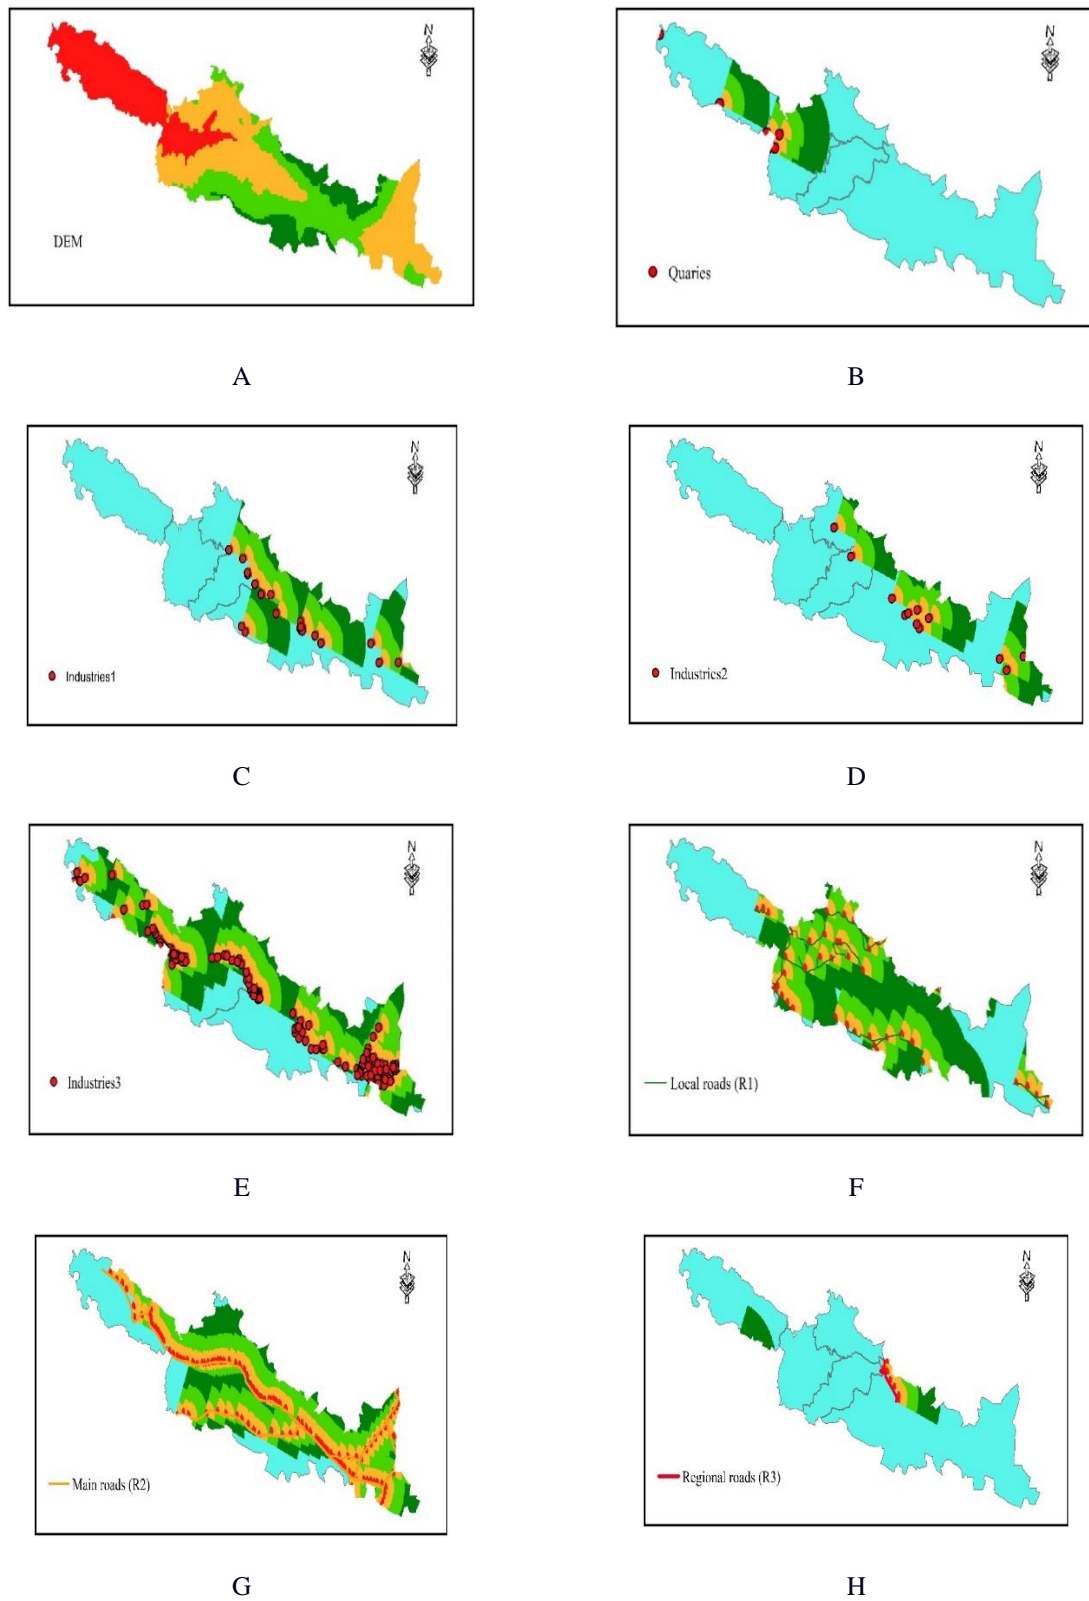 N
DEM
A
N
Quaries
B
N
Industries1
C
N
Industries2
D
N
Industries3
E
N
Local roads (R1)
F
N
Main roads (R2)
G
N
Regional roads (R3)
H